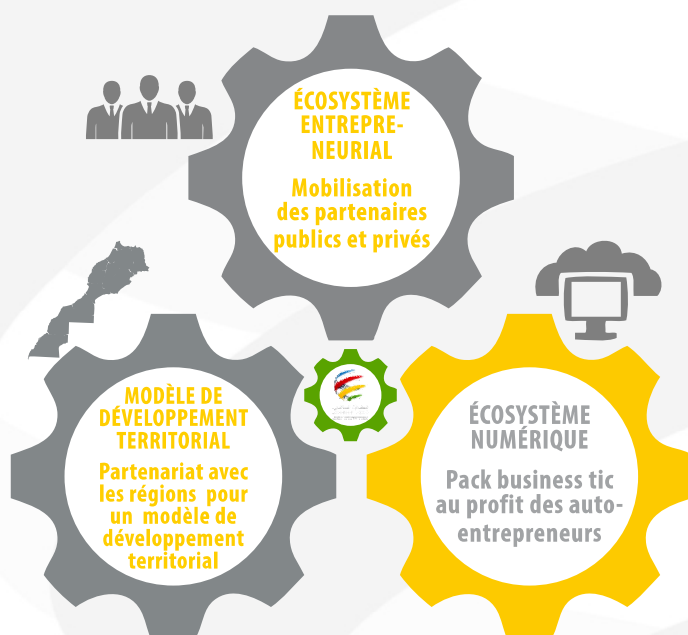 ÉCOSYSTÈME
ENTREPRE-
NEURIAL
Mobilisation
des partenaires
publics et privés
MODÈLE DE
DÉVELOPPEMENT
TERRITORIAL
Partenariat avec
les régions pour
un modèle de
développement
territorial
ÉCOSYSTÈME
NUMÉRIQUE
Pack business tic
au profit des auto-
entrepreneurs